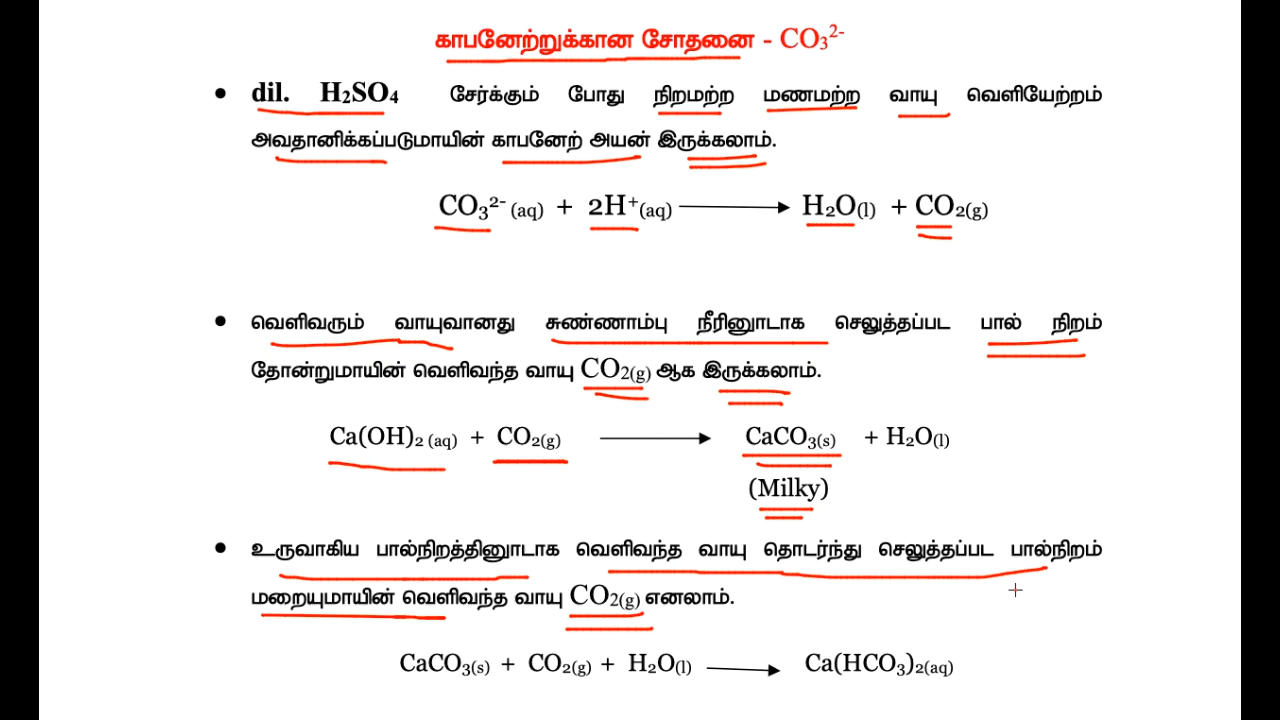 காபனேற்றுக்கான சோதனை - CO₃²⁻
• dil. H₂SO₄ சேர்க்கும் போது நிறமற்ற மணமற்ற வாயு வெளியேற்றம்
அவதானிக்கப்படுமாயின் காபனேற் அயன் இருக்கலாம்.
CO₃²⁻ (aq) + 2H⁺(aq) ⟶ H₂O(l) + CO₂(g)
• வெளிவரும் வாயுவானது சுண்ணாம்பு நீரினூடாக செலுத்தப்பட பால் நிறம்
தோன்றுமாயின் வெளிவந்த வாயு CO₂(g) ஆக இருக்கலாம்.
Ca(OH)₂ (aq) + CO₂(g) ⟶ CaCO₃(s) + H₂O(l)
(Milky)
• உருவாகிய பால்நிறத்தினூடாக வெளிவந்த வாயு தொடர்ந்து செலுத்தப்பட பால்நிறம்
மறையுமாயின் வெளிவந்த வாயு CO₂(g) எனலாம்.
CaCO₃(s) + CO₂(g) + H₂O(l) ⟶ Ca(HCO₃)₂(aq)